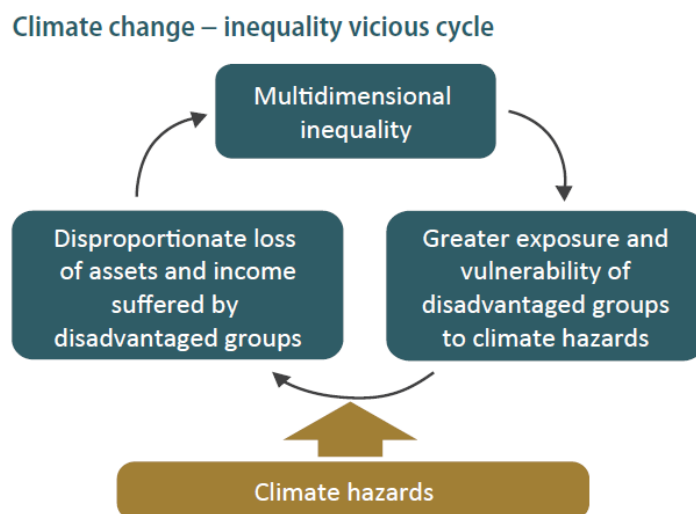 Climate change – inequality vicious cycle
Multidimensional
inequality
Disproportionate loss
of assets and income
suffered by
disadvantaged groups
Greater exposure and
vulnerability of
disadvantaged groups
to climate hazards
Climate hazards